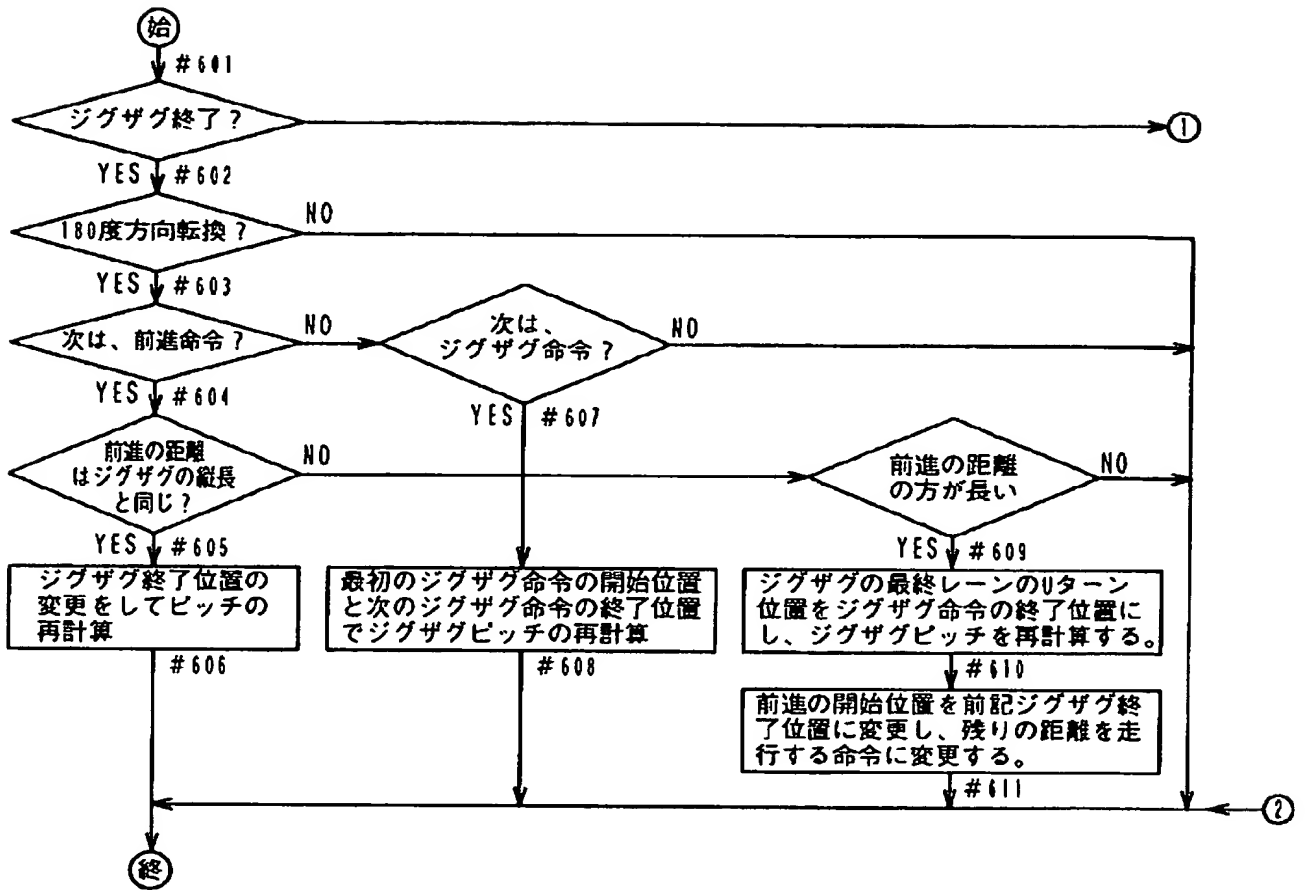 始
#601
ジグザグ終了?
①
YES #602
180度方向転換?
NO
YES #603
次は、前進命令?
NO
次は、
ジグザグ命令?
NO
YES #604
YES #607
前進の距離
はジグザグの縦長
と同じ?
NO
前進の距離
の方が長い
NO
YES #605
YES #609
ジグザグ終了位置の
変更をしてピッチの
再計算
最初のジグザグ命令の開始位置
と次のジグザグ命令の終了位置
でジグザグピッチの再計算
ジグザグの最終レーンのUターン
位置をジグザグ命令の終了位置に
し、ジグザグピッチを再計算する。
#606
#608
#610
前進の開始位置を前記ジグザグ終
了位置に変更し、残りの距離を走
行する命令に変更する。
#611
②
終